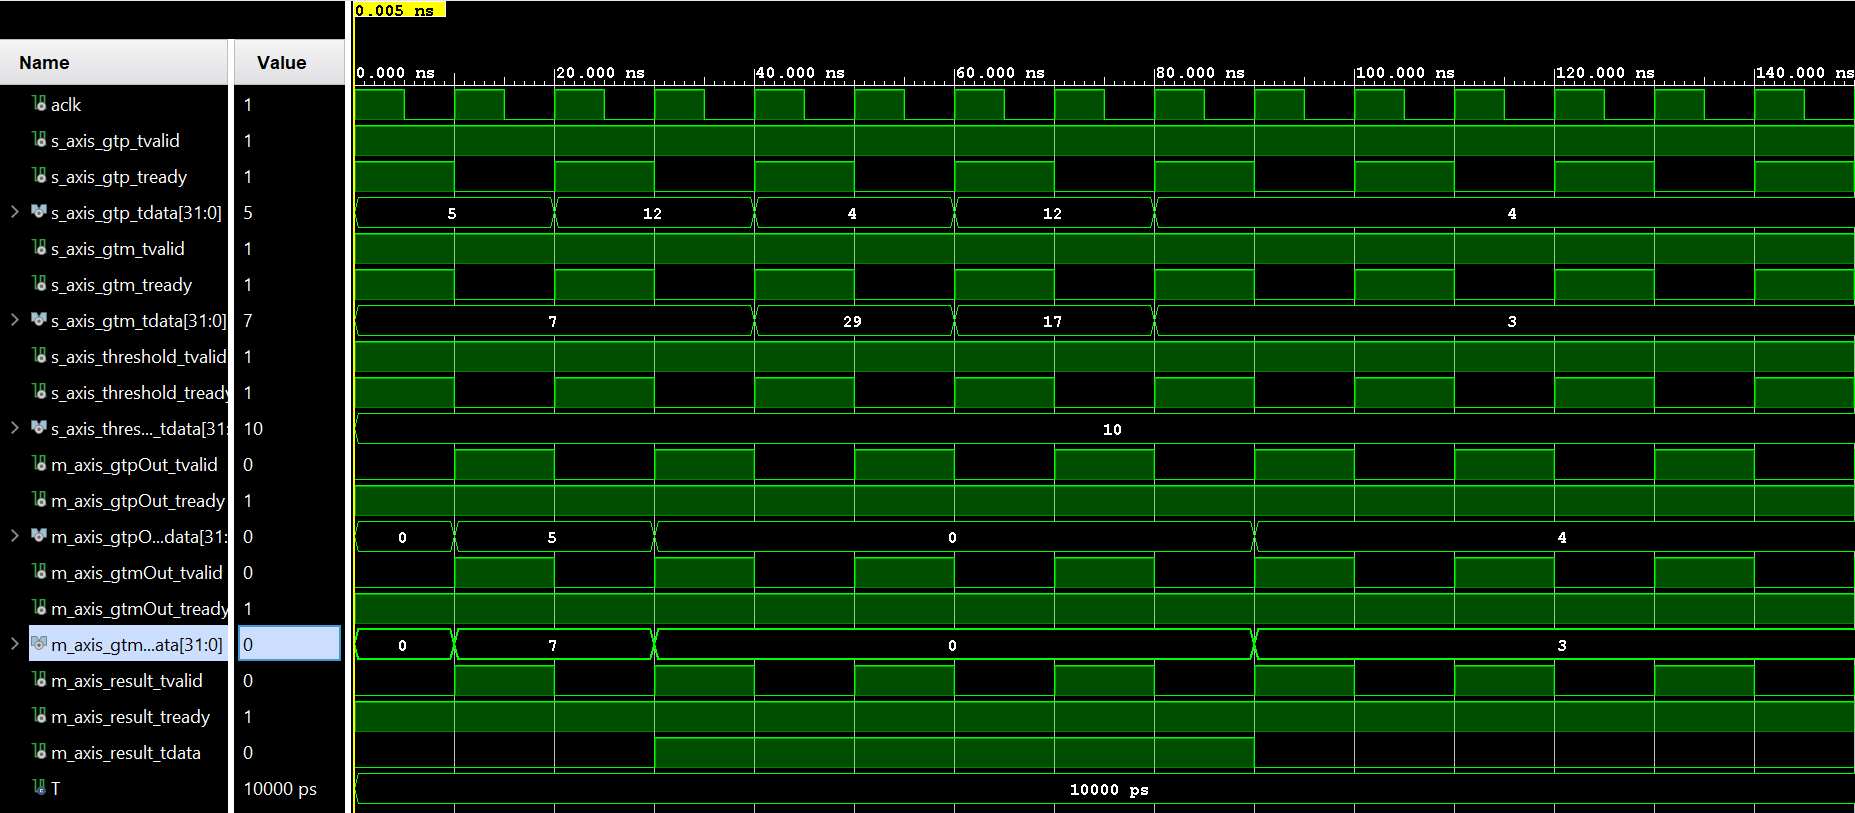 0.005 ns
Name Value
0.000 ns 20.000 ns 40.000 ns 60.000 ns 80.000 ns 100.000 ns 120.000 ns 140.000 ns
aclk 1
s_axis_gtp_tvalid 1
s_axis_gtp_tready 1
s_axis_gtp_tdata[31:0] 5 5 12 4 12 4
s_axis_gtm_tvalid 1
s_axis_gtm_tready 1
s_axis_gtm_tdata[31:0] 7 7 29 17 3
s_axis_threshold_tvalid 1
s_axis_threshold_tready 1
s_axis_thres..._tdata[31: 10 10
m_axis_gtpOut_tvalid 0
m_axis_gtpOut_tready 1
m_axis_gtpO...data[31: 0 0 5 0 4
m_axis_gtmOut_tvalid 0
m_axis_gtmOut_tready 1
m_axis_gtm...ata[31:0] 0 0 7 0 3
m_axis_result_tvalid 0
m_axis_result_tready 1
m_axis_result_tdata 0
T 10000 ps 10000 ps